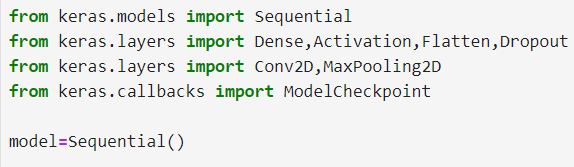 from keras.models import Sequential
from keras.layers import Dense,Activation,Flatten,Dropout
from keras.layers import Conv2D,MaxPooling2D
from keras.callbacks import ModelCheckpoint

model=Sequential()